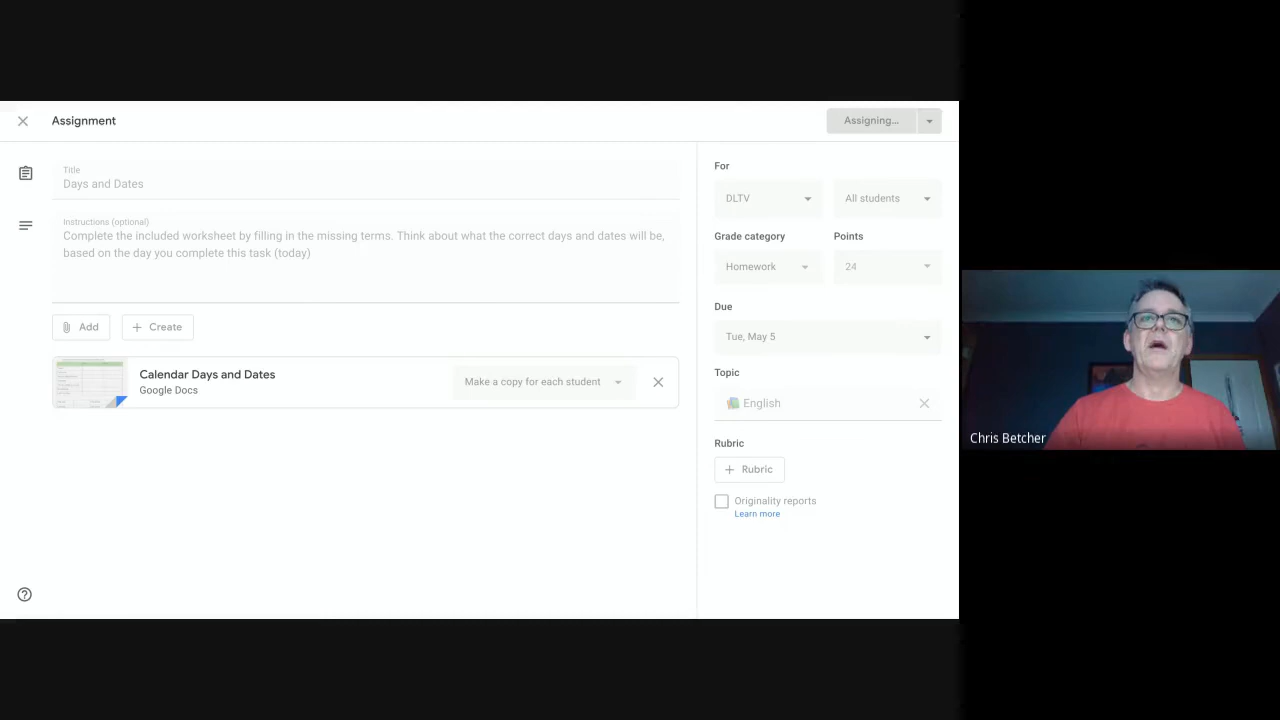 Assignment
Assigning...
Title
Days and Dates
Instructions (optional)
Complete the included worksheet by filling in the missing terms. Think about what the correct days and dates will be,
based on the day you complete this task (today)
Add
Create
Calendar Days and Dates
Google Docs
Make a copy for each student
For
DLTV
All students
Grade category
Points
Homework
24
Due
Tue, May 5
Topic
English
Rubric
Rubric
Originality reports
Learn more
Chris Betcher